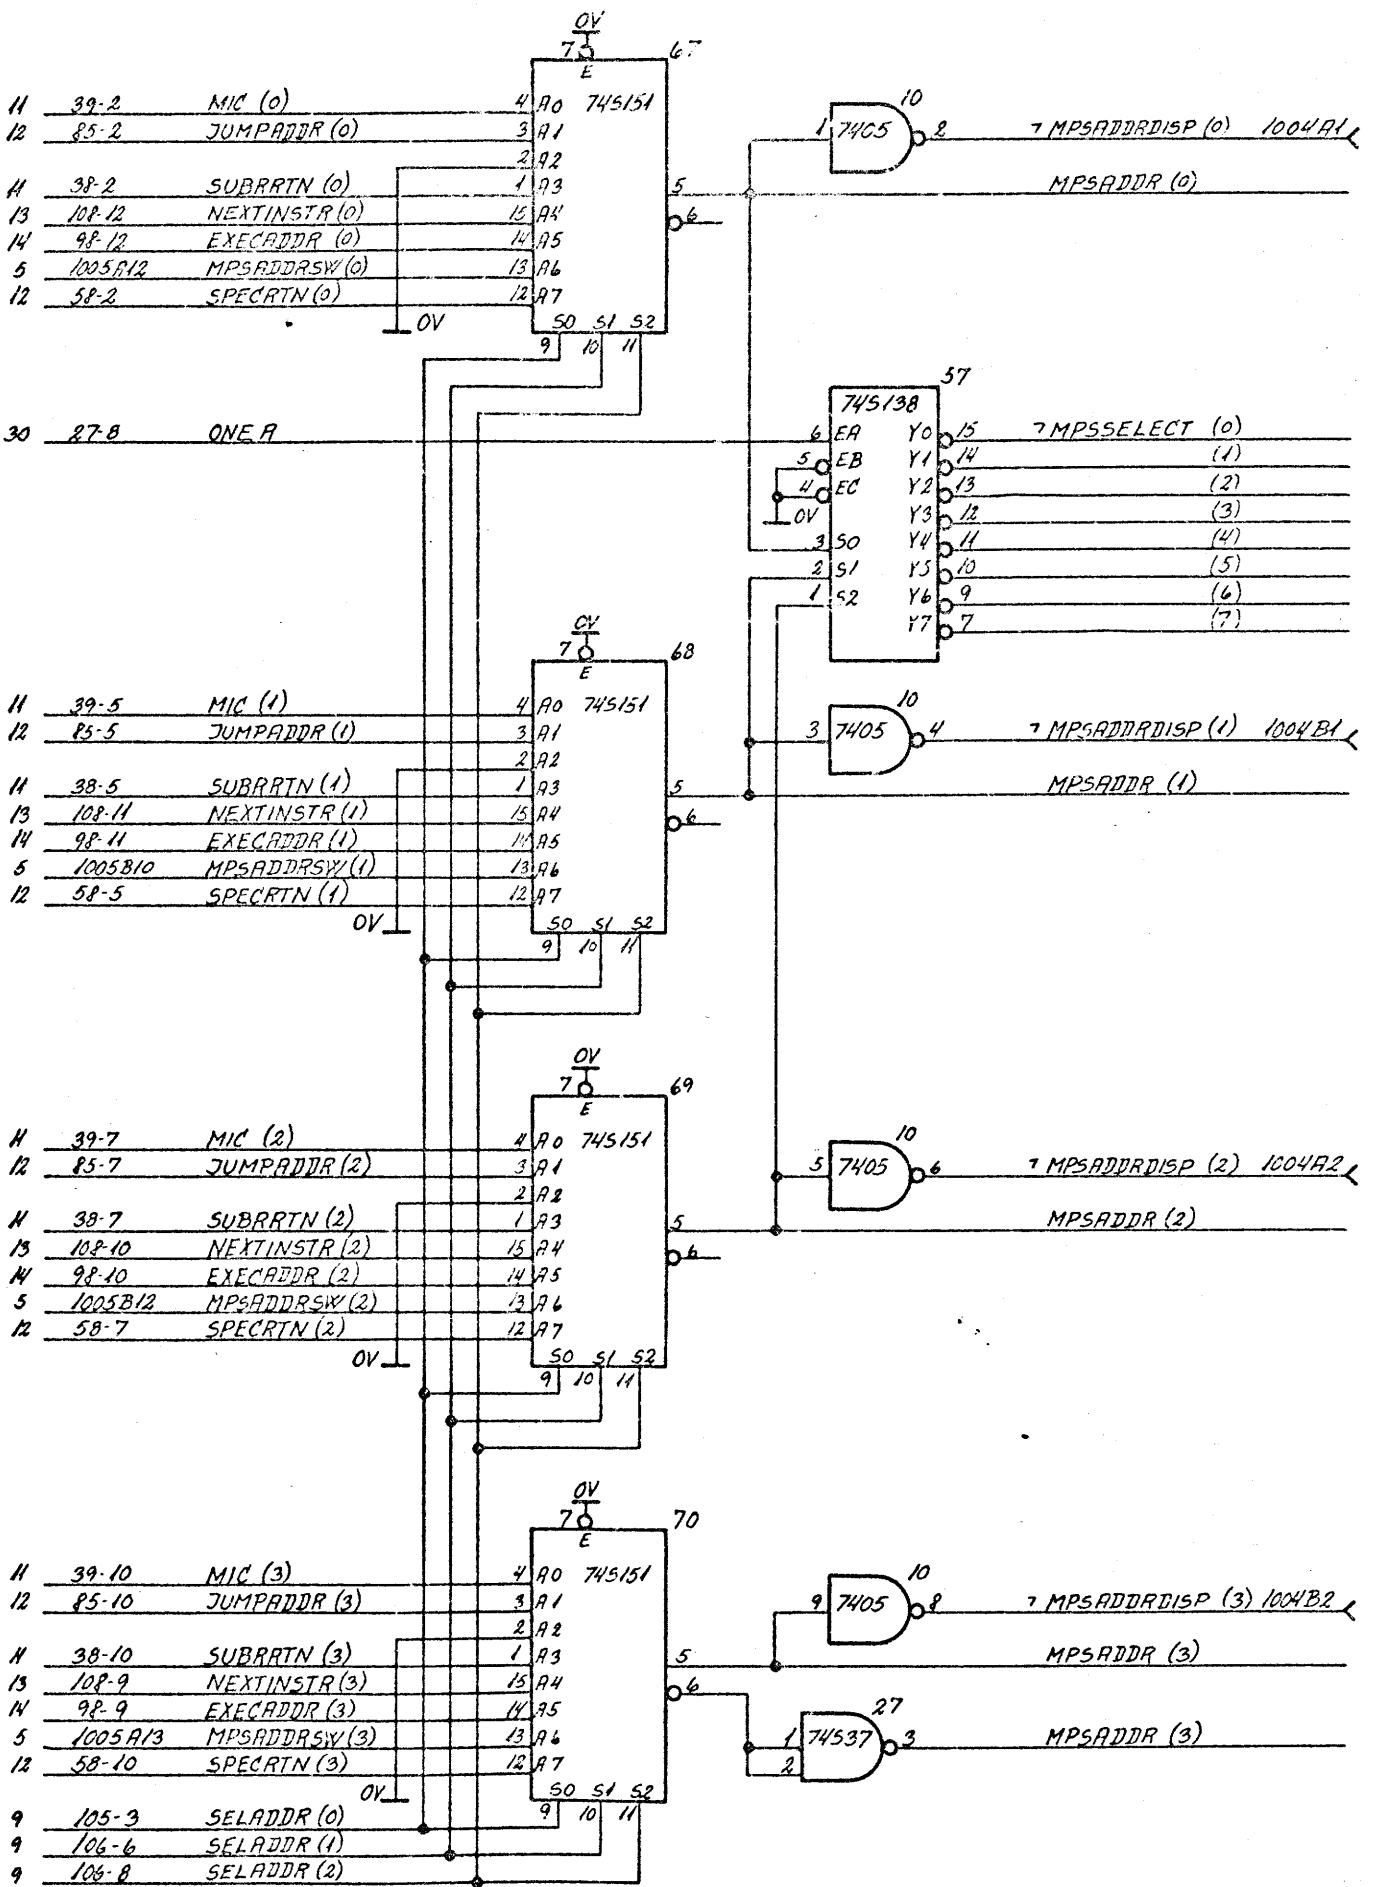 0V
7 67
E
11 39-2 MIC (0) 4 A0 74S151
12 85-2 JUMPADDR (0) 3 A1
2 A2
11 38-2 SUBRRTN (0) 1 A3
13 108-12 NEXTINSTR (0) 15 A4
14 98-12 EXECADDR (0) 14 A5
5 1005A12 MPSADDRSW (0) 13 A6
12 58-2 SPECRTN (0) 12 A7
5
6
0V
S0 S1 S2
9 10 11
10
1 7405 2 ¬ MPSADDRDISP (0) 1004A1
MPSADDR (0)
57
74S138
30 27-8 ONE A 6 EA Y0 15 ¬ MPSSELECT (0)
5 EB Y1 14 (1)
4 EC Y2 13 (2)
0V Y3 12 (3)
3 S0 Y4 11 (4)
2 S1 Y5 10 (5)
1 S2 Y6 9 (6)
Y7 7 (7)
0V
7 68
E
11 39-5 MIC (1) 4 A0 74S151
12 85-5 JUMPADDR (1) 3 A1
2 A2
11 38-5 SUBRRTN (1) 1 A3
13 108-11 NEXTINSTR (1) 15 A4
14 98-11 EXECADDR (1) 14 A5
5 1005B10 MPSADDRSW (1) 13 A6
12 58-5 SPECRTN (1) 12 A7
5
6
0V
S0 S1 S2
9 10 11
10
3 7405 4 ¬ MPSADDRDISP (1) 1004B1
MPSADDR (1)
0V
7 69
E
11 39-7 MIC (2) 4 A0 74S151
12 85-7 JUMPADDR (2) 3 A1
2 A2
11 38-7 SUBRRTN (2) 1 A3
13 108-10 NEXTINSTR (2) 15 A4
14 98-10 EXECADDR (2) 14 A5
5 1005B12 MPSADDRSW (2) 13 A6
12 58-7 SPECRTN (2) 12 A7
5
6
0V
S0 S1 S2
9 10 11
10
5 7405 6 ¬ MPSADDRDISP (2) 1004A2
MPSADDR (2)
0V
7 70
E
11 39-10 MIC (3) 4 A0 74S151
12 85-10 JUMPADDR (3) 3 A1
2 A2
11 38-10 SUBRRTN (3) 1 A3
13 108-9 NEXTINSTR (3) 15 A4
14 98-9 EXECADDR (3) 14 A5
5 1005A13 MPSADDRSW (3) 13 A6
12 58-10 SPECRTN (3) 12 A7
5
6
0V
S0 S1 S2
9 10 11
10
9 7405 8 ¬ MPSADDRDISP (3) 1004B2
MPSADDR (3)
27
1 74S37 3 MPSADDR (3)
2
9 105-3 SELADDR (0)
9 106-6 SELADDR (1)
9 106-8 SELADDR (2)